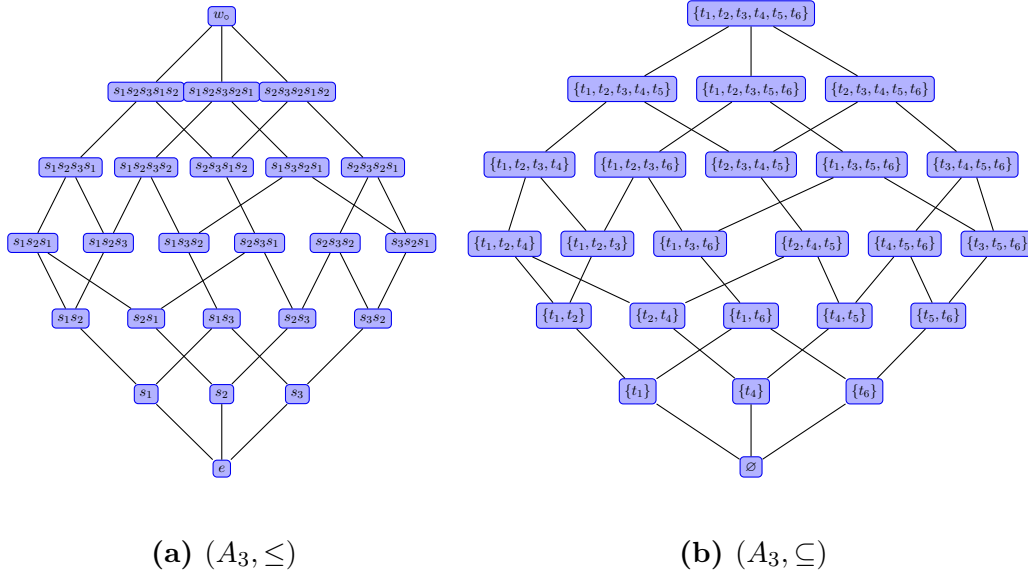 w∘
s₁s₂s₃s₁s₂ s₁s₂s₃s₂s₁ s₂s₃s₂s₁s₂
s₁s₂s₃s₁ s₁s₂s₃s₂ s₂s₃s₁s₂ s₁s₃s₂s₁ s₂s₃s₂s₁
s₁s₂s₁ s₁s₂s₃ s₁s₃s₂ s₂s₃s₁ s₂s₃s₂ s₃s₂s₁
s₁s₂ s₂s₁ s₁s₃ s₂s₃ s₃s₂
s₁ s₂ s₃
e
(a) (A₃, ≤)
{t₁, t₂, t₃, t₄, t₅, t₆}
{t₁, t₂, t₃, t₄, t₅} {t₁, t₂, t₃, t₅, t₆} {t₂, t₃, t₄, t₅, t₆}
{t₁, t₂, t₃, t₄} {t₁, t₂, t₃, t₆} {t₂, t₃, t₄, t₅} {t₁, t₃, t₅, t₆} {t₃, t₄, t₅, t₆}
{t₁, t₂, t₄} {t₁, t₂, t₃} {t₁, t₃, t₆} {t₂, t₄, t₅} {t₄, t₅, t₆} {t₃, t₅, t₆}
{t₁, t₂} {t₂, t₄} {t₁, t₆} {t₄, t₅} {t₅, t₆}
{t₁} {t₄} {t₆}
∅
(b) (A₃, ⊆)